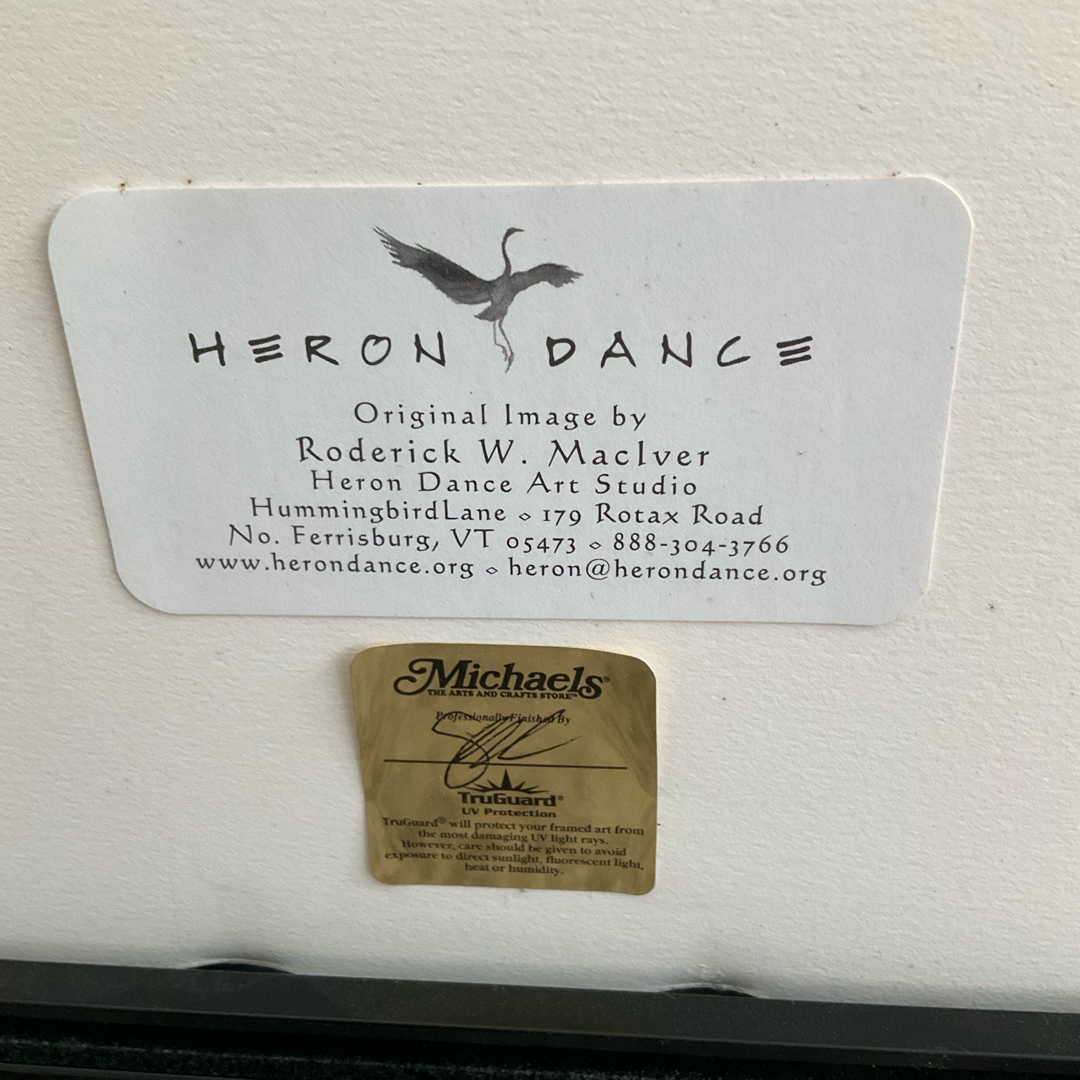 HERON DANCE
Original Image by
Roderick W. MacIver
Heron Dance Art Studio
HummingbirdLane ⋄ 179 Rotax Road
No. Ferrisburg, VT 05473 ⋄ 888-304-3766
www.herondance.org ⋄ heron@herondance.org
Michaels®
THE ARTS AND CRAFTS STORE™
Professionally Finished By
TruGuard®
UV Protection
TruGuard® will protect your framed art from
the most damaging UV light rays.
However, care should be given to avoid
exposure to direct sunlight, fluorescent light,
heat or humidity.